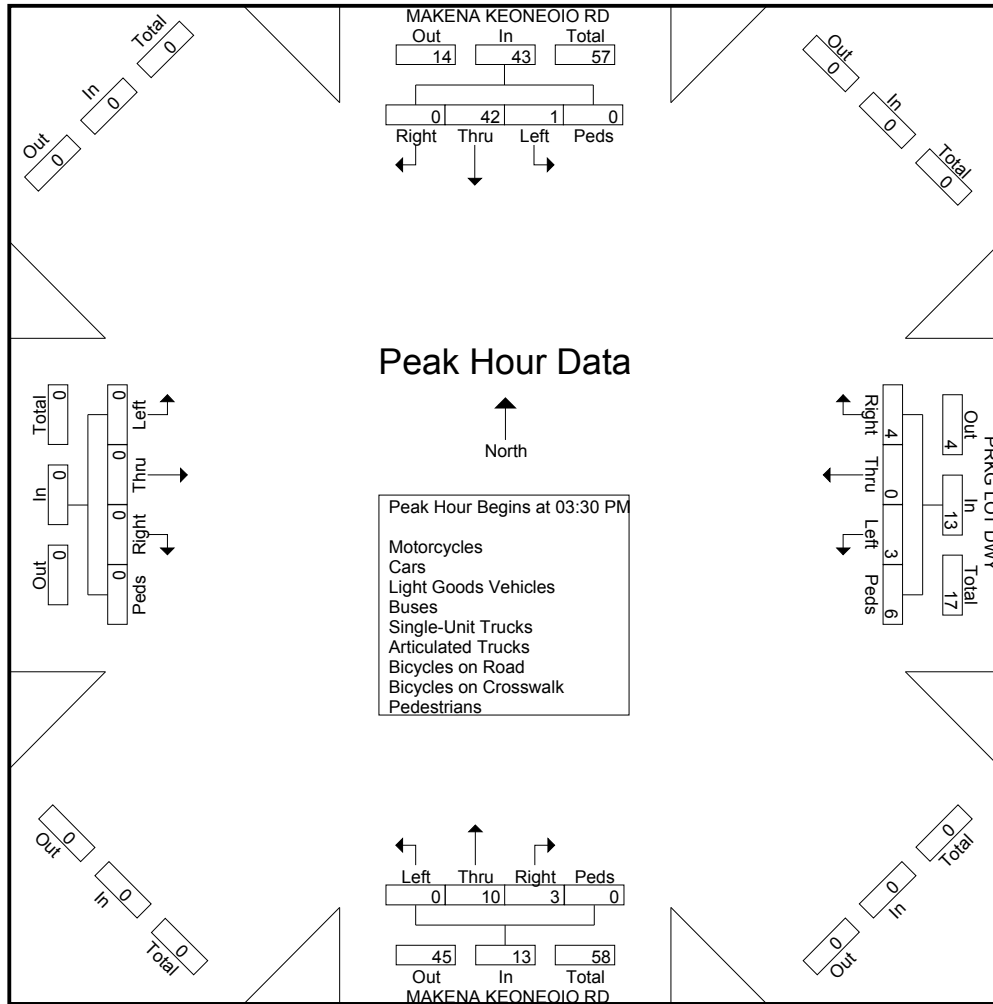 MAKENA KEONEOIO RD
Out In Total
14 43 57
0 42 1 0
Right Thru Left Peds
Total
0
In
0
Out
0
Out
0
In
0
Total
0
Peak Hour Data
North
Peak Hour Begins at 03:30 PM
Motorcycles
Cars
Light Goods Vehicles
Buses
Single-Unit Trucks
Articulated Trucks
Bicycles on Road
Bicycles on Crosswalk
Pedestrians
Total In Out
0 0 0
0 0 0 0
Left Thru Right Peds
Right Thru Left Peds
4 0 3 6
Out In Total
4 13 17
PRKG LOT DWY
Out
0
In
0
Total
0
Total
0
In
0
Out
0
Left Thru Right Peds
0 10 3 0
45 13 58
Out In Total
MAKENA KEONEOIO RD